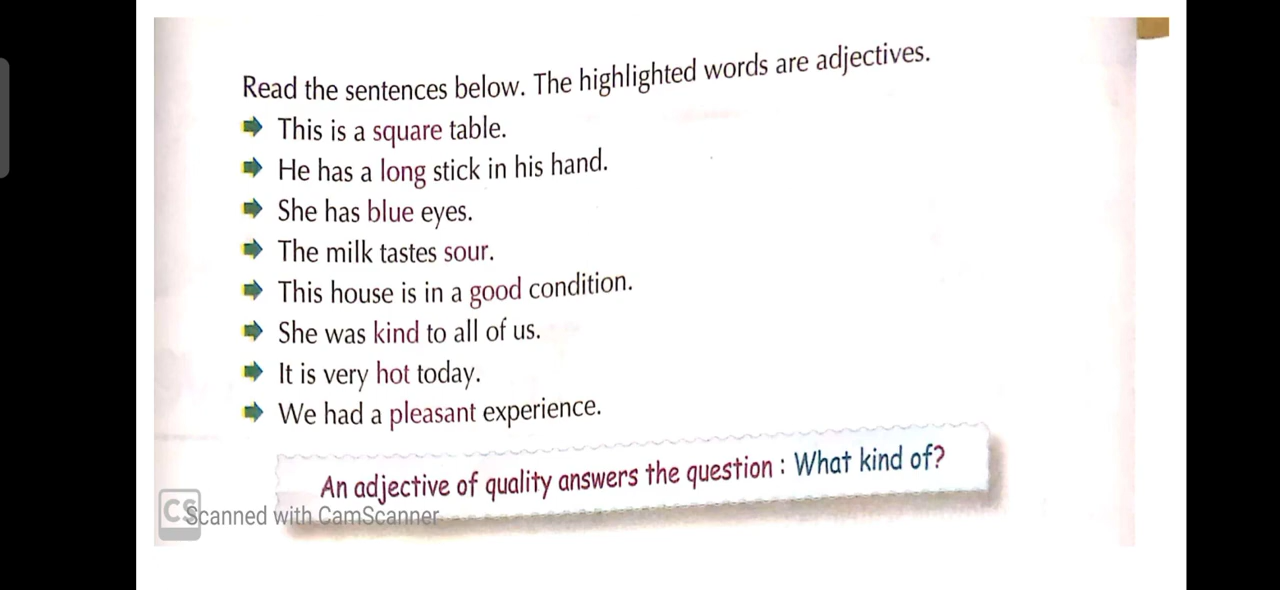 Read the sentences below. The highlighted words are adjectives.
This is a square table.
He has a long stick in his hand.
She has blue eyes.
The milk tastes sour.
This house is in a good condition.
She was kind to all of us.
It is very hot today.
We had a pleasant experience.
An adjective of quality answers the question : What kind of?
CS Scanned with CamScanner